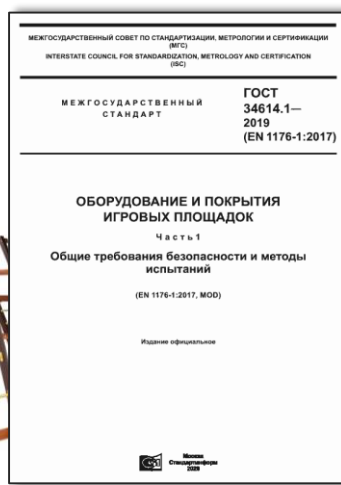 МЕЖГОСУДАРСТВЕННЫЙ СОВЕТ ПО СТАНДАРТИЗАЦИИ, МЕТРОЛОГИИ И СЕРТИФИКАЦИИ
(МГС)
INTERSTATE COUNCIL FOR STANDARDIZATION, METROLOGY AND CERTIFICATION
(ISC)
МЕЖГОСУДАРСТВЕННЫЙ
СТАНДАРТ
ГОСТ
34614.1—
2019
(EN 1176-1:2017)
ОБОРУДОВАНИЕ И ПОКРЫТИЯ
ИГРОВЫХ ПЛОЩАДОК
Часть 1
Общие требования безопасности и методы
испытаний
(EN 1176-1:2017, MOD)
Издание официальное
Москва
Стандартинформ
2020